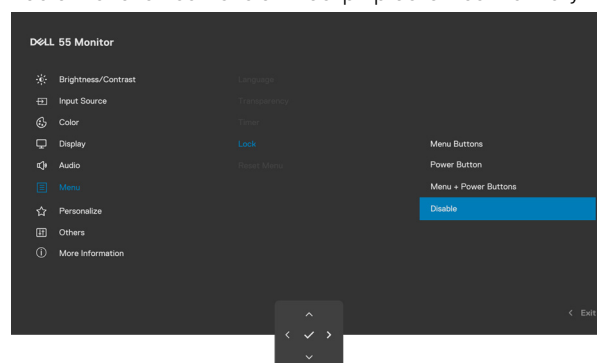 DELL 55 Monitor
Brightness/Contrast
Input Source
Color
Display
Audio
Menu
Personalize
Others
More Information
Language
Transparency
Timer
Lock
Reset Menu
Menu Buttons
Power Button
Menu + Power Buttons
Disable
Exit